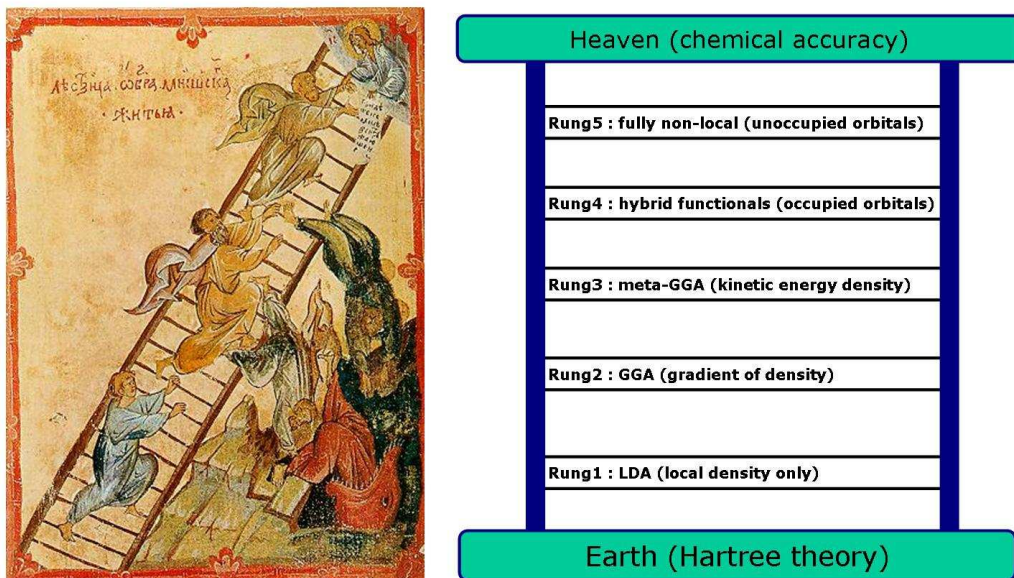 Heaven (chemical accuracy)
Rung5 : fully non-local (unoccupied orbitals)
Rung4 : hybrid functionals (occupied orbitals)
Rung3 : meta-GGA (kinetic energy density)
Rung2 : GGA (gradient of density)
Rung1 : LDA (local density only)
Earth (Hartree theory)